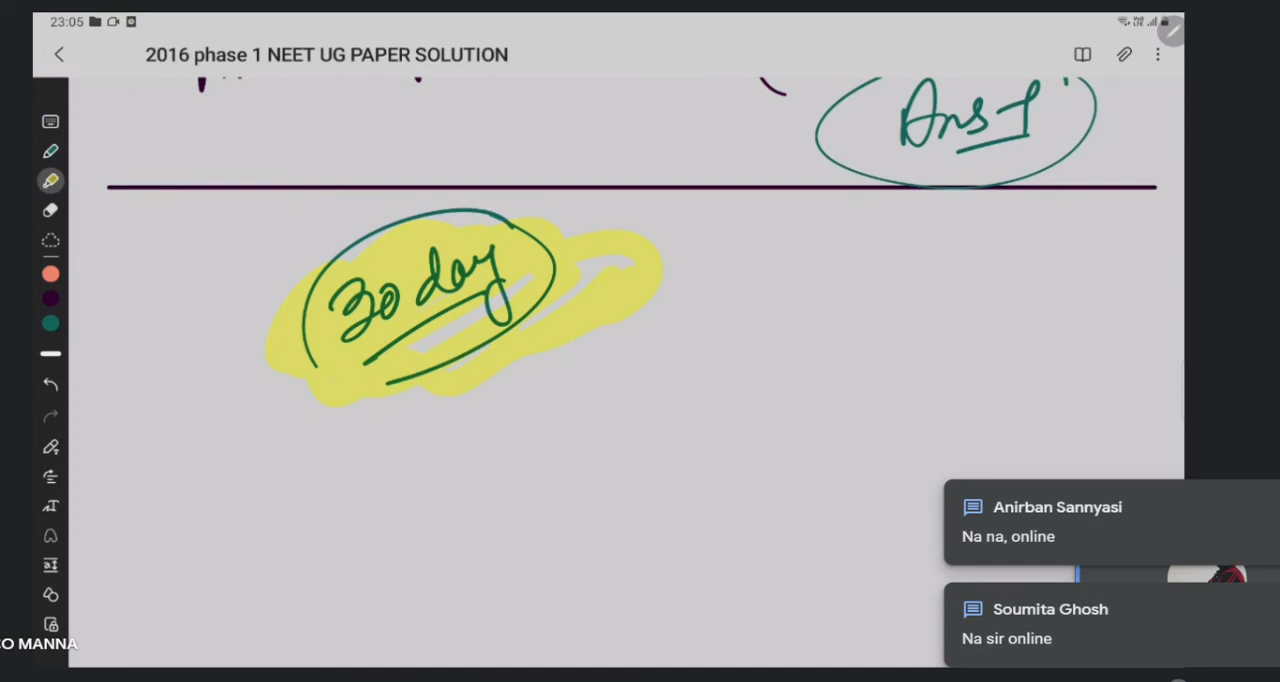 23:05
2016 phase 1 NEET UG PAPER SOLUTION
Ans-1
30 day
Anirban Sannyasi
Na na, online
Soumita Ghosh
Na sir online
CO MANNA